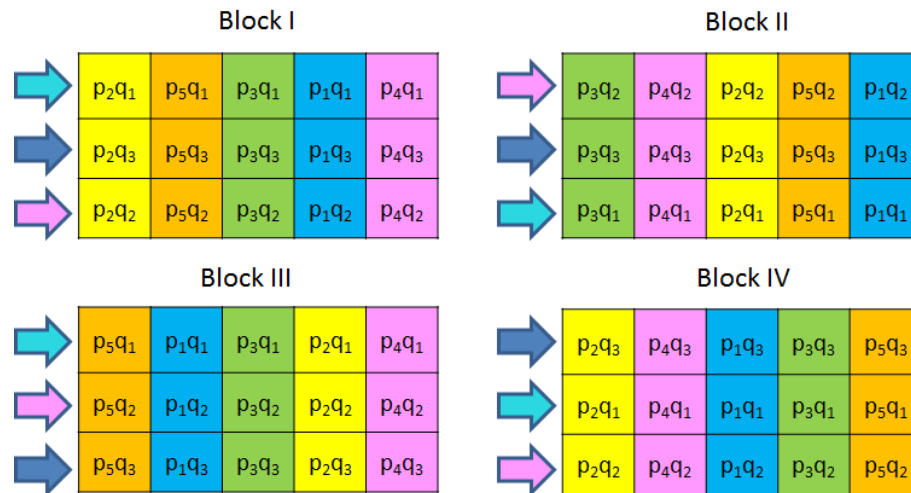 Block I
p₂q₁ p₅q₁ p₃q₁ p₁q₁ p₄q₁
p₂q₃ p₅q₃ p₃q₃ p₁q₃ p₄q₃
p₂q₂ p₅q₂ p₃q₂ p₁q₂ p₄q₂
Block II
p₃q₂ p₄q₂ p₂q₂ p₅q₂ p₁q₂
p₃q₃ p₄q₃ p₂q₃ p₅q₃ p₁q₃
p₃q₁ p₄q₁ p₂q₁ p₅q₁ p₁q₁
Block III
p₅q₁ p₁q₁ p₃q₁ p₂q₁ p₄q₁
p₅q₂ p₁q₂ p₃q₂ p₂q₂ p₄q₂
p₅q₃ p₁q₃ p₃q₃ p₂q₃ p₄q₃
Block IV
p₂q₃ p₄q₃ p₁q₃ p₃q₃ p₅q₃
p₂q₁ p₄q₁ p₁q₁ p₃q₁ p₅q₁
p₂q₂ p₄q₂ p₁q₂ p₃q₂ p₅q₂